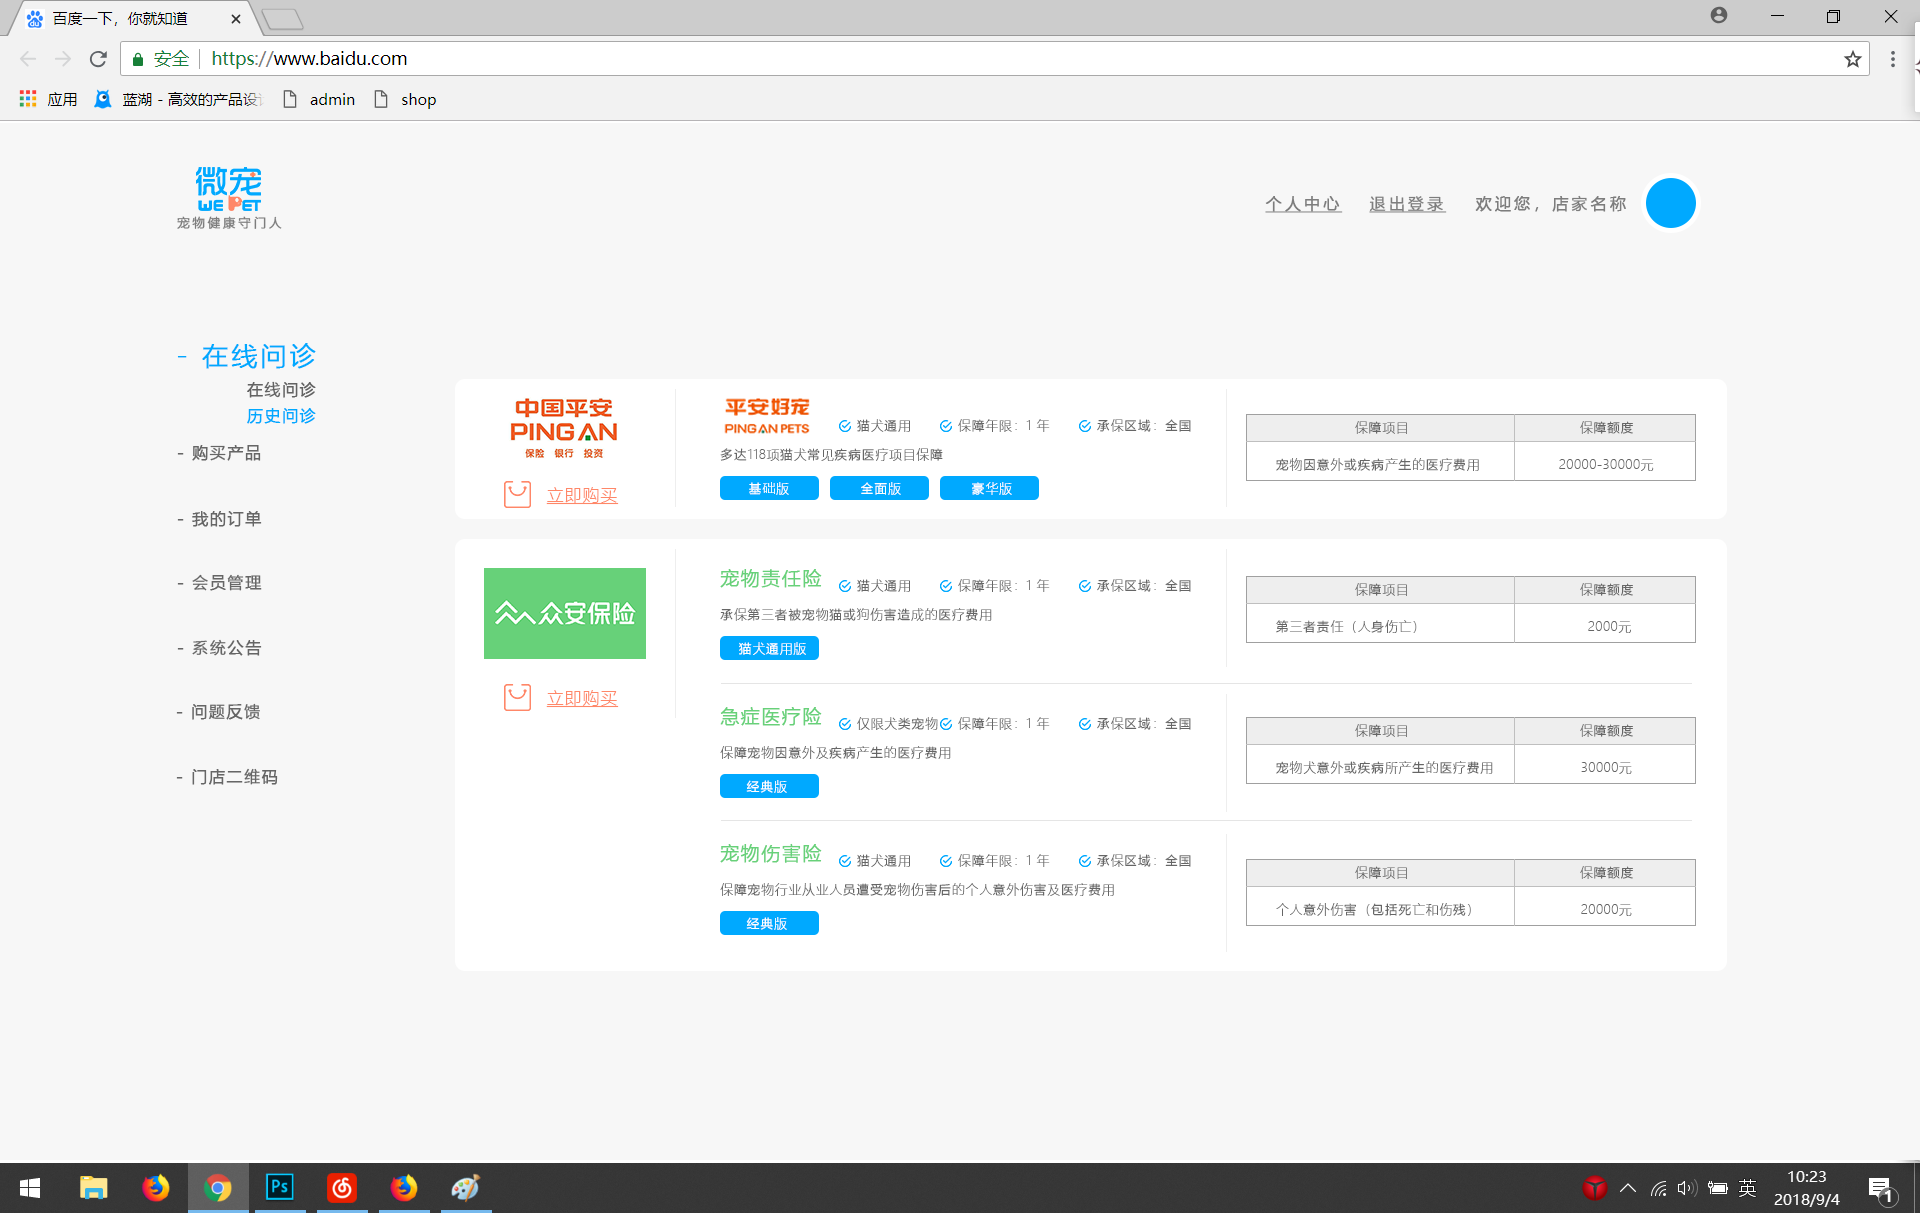 百度一下，你就知道
安全 https://www.baidu.com
应用 蓝湖 - 高效的产品设 admin shop
微宠
WE PET
宠物健康守门人
个人中心 退出登录 欢迎您，店家名称
- 在线问诊
在线问诊
历史问诊
- 购买产品
- 我的订单
- 会员管理
- 系统公告
- 问题反馈
- 门店二维码
中国平安
PING AN
保险 银行 投资
立即购买
平安好宠
PING AN PETS
猫犬通用 保障年限：1 年 承保区域：全国
多达118项猫犬常见疾病医疗项目保障
基础版 全面版 豪华版
保障项目 保障额度
宠物因意外或疾病产生的医疗费用 20000-30000元
众安保险
立即购买
宠物责任险 猫犬通用 保障年限：1 年 承保区域：全国
承保第三者被宠物猫或狗伤害造成的医疗费用
猫犬通用版
保障项目 保障额度
第三者责任（人身伤亡） 2000元
急症医疗险 仅限犬类宠物 保障年限：1 年 承保区域：全国
保障宠物因意外及疾病产生的医疗费用
经典版
保障项目 保障额度
宠物犬意外或疾病所产生的医疗费用 30000元
宠物伤害险 猫犬通用 保障年限：1 年 承保区域：全国
保障宠物行业从业人员遭受宠物伤害后的个人意外伤害及医疗费用
经典版
保障项目 保障额度
个人意外伤害（包括死亡和伤残） 20000元
Ps
英
10:23
2018/9/4
1